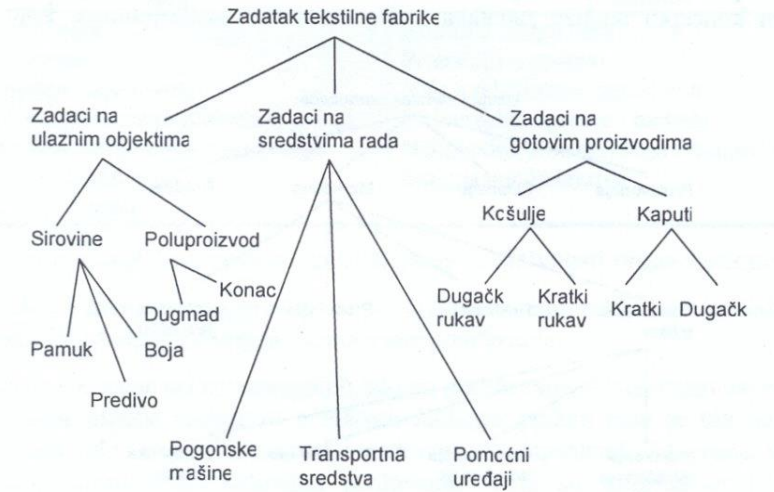 Zadatak tekstilne fabrike
Zadaci na
ulaznim objektima
Zadaci na
sredstvima rada
Zadaci na
gotovim proizvodima
Sirovine
Poluproizvod
Kcšulje
Kaputi
Konac
Dugmad
Pamuk
Boja
Predivo
Dugačk
rukav
Kratki
rukav
Kratki
Dugačk
Pogonske
mašine
Transportna
sredstva
Pomcćni
uređaji